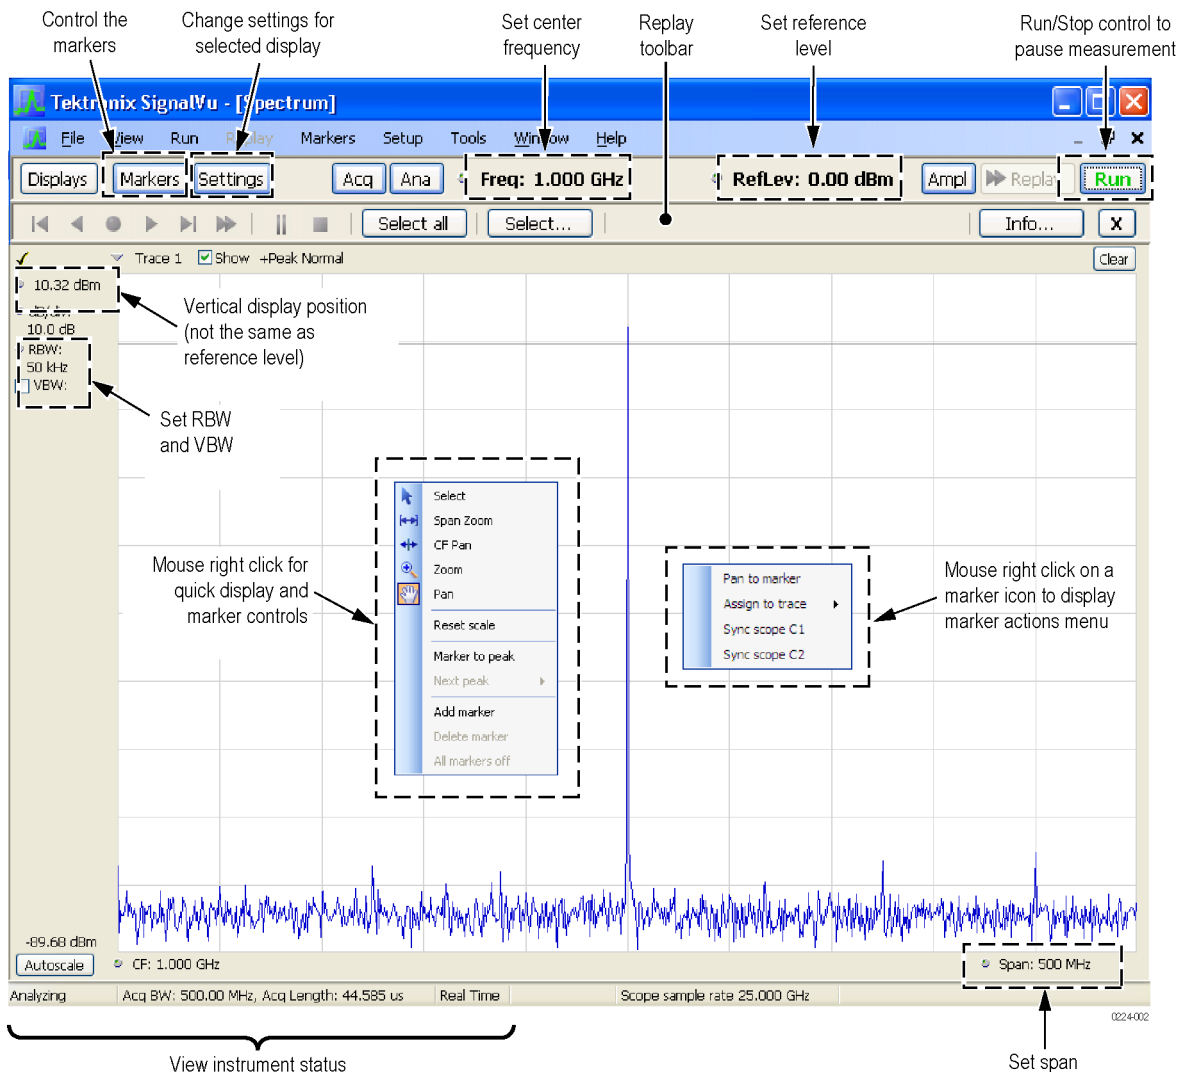 Control the
markers
Change settings for
selected display
Set center
frequency
Replay
toolbar
Set reference
level
Run/Stop control to
pause measurement
Tektronix SignalVu - [Spectrum]
File View Run Replay Markers Setup Tools Window Help
Displays Markers Settings Acq Ana Freq: 1.000 GHz RefLev: 0.00 dBm Ampl Replay Run
Select all Select... Info... X
Trace 1 Show +Peak Normal Clear
10.32 dBm
dB/div:
10.0 dB
RBW:
50 kHz
VBW:
Vertical display position
(not the same as
reference level)
Set RBW
and VBW
Mouse right click for
quick display and
marker controls
Select
Span Zoom
CF Pan
Zoom
Pan
Reset scale
Marker to peak
Next peak
Add marker
Delete marker
All markers off
Pan to marker
Assign to trace
Sync scope C1
Sync scope C2
Mouse right click on a
marker icon to display
marker actions menu
-89.68 dBm
Autoscale CF: 1.000 GHz Span: 500 MHz
Analyzing Acq BW: 500.00 MHz, Acq Length: 44.585 us Real Time Scope sample rate 25.000 GHz
0224-002
View instrument status
Set span